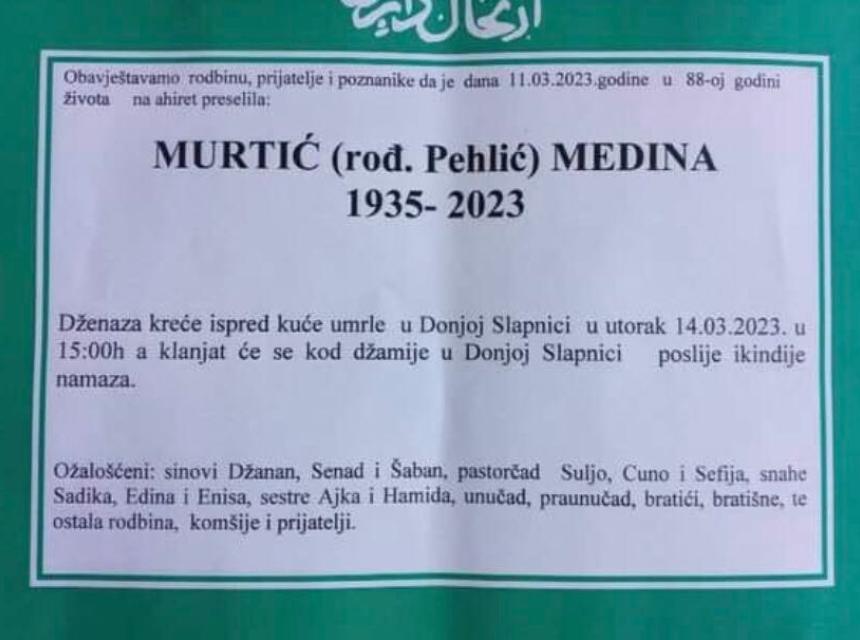 ارتحال دار
Obavještavamo rodbinu, prijatelje i poznanike da je dana 11.03.2023.godine u 88-oj godini
života na ahiret preselila:
MURTIĆ (rođ. Pehlić) MEDINA
1935- 2023
Dženaza kreće ispred kuće umrle u Donjoj Slapnici u utorak 14.03.2023. u
15:00h a klanjat će se kod džamije u Donjoj Slapnici poslije ikindije
namaza.
Ožalošćeni: sinovi Džanan, Senad i Šaban, pastorčad Suljo, Cuno i Sefija, snahe
Sadika, Edina i Enisa, sestre Ajka i Hamida, unučad, praunučad, bratići, bratišne, te
ostala rodbina, komšije i prijatelji.